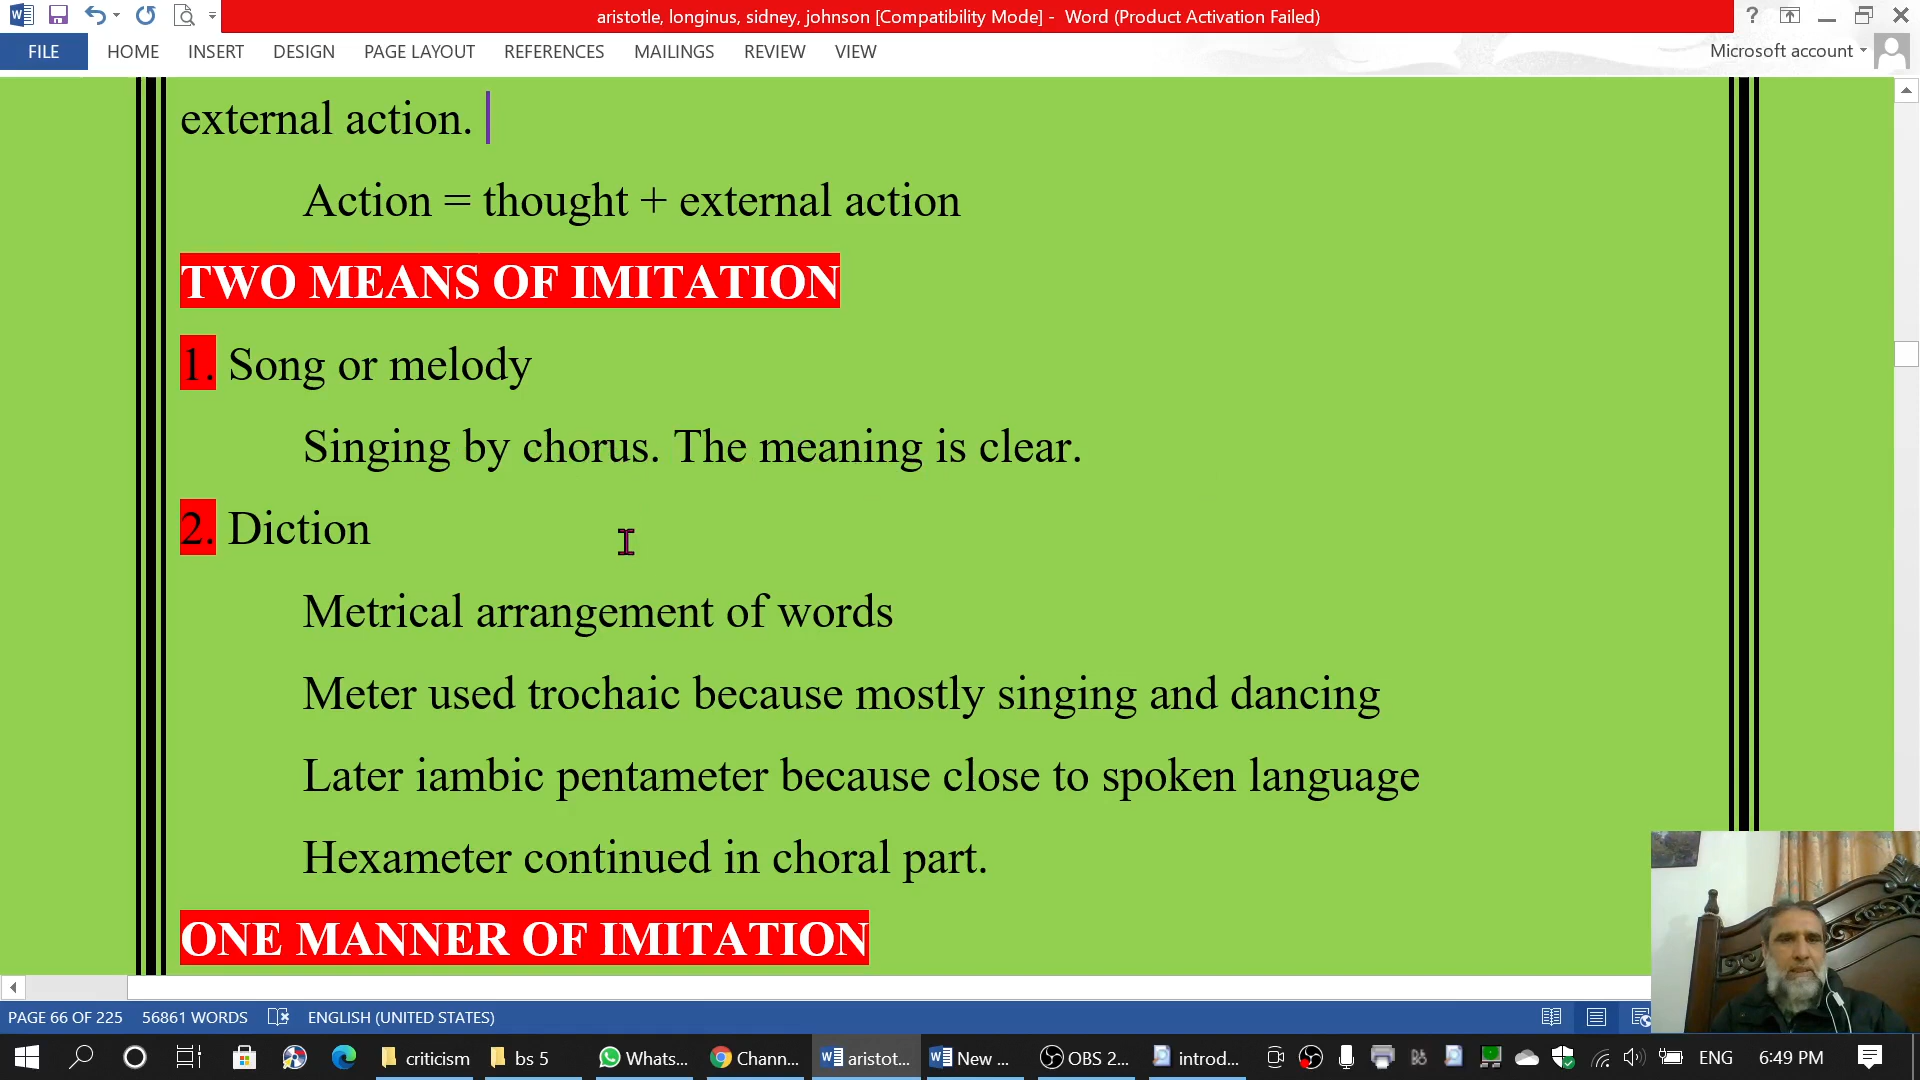 aristotle, longinus, sidney, johnson [Compatibility Mode] - Word (Product Activation Failed)
FILE HOME INSERT DESIGN PAGE LAYOUT REFERENCES MAILINGS REVIEW VIEW Microsoft account
external action.
Action = thought + external action
TWO MEANS OF IMITATION
1. Song or melody
Singing by chorus. The meaning is clear.
2. Diction
Metrical arrangement of words
Meter used trochaic because mostly singing and dancing
Later iambic pentameter because close to spoken language
Hexameter continued in choral part.
ONE MANNER OF IMITATION
PAGE 66 OF 225 56861 WORDS ENGLISH (UNITED STATES)
criticism bs 5 Whats... Chann... aristot... New ... OBS 2... introd... ENG 6:49 PM